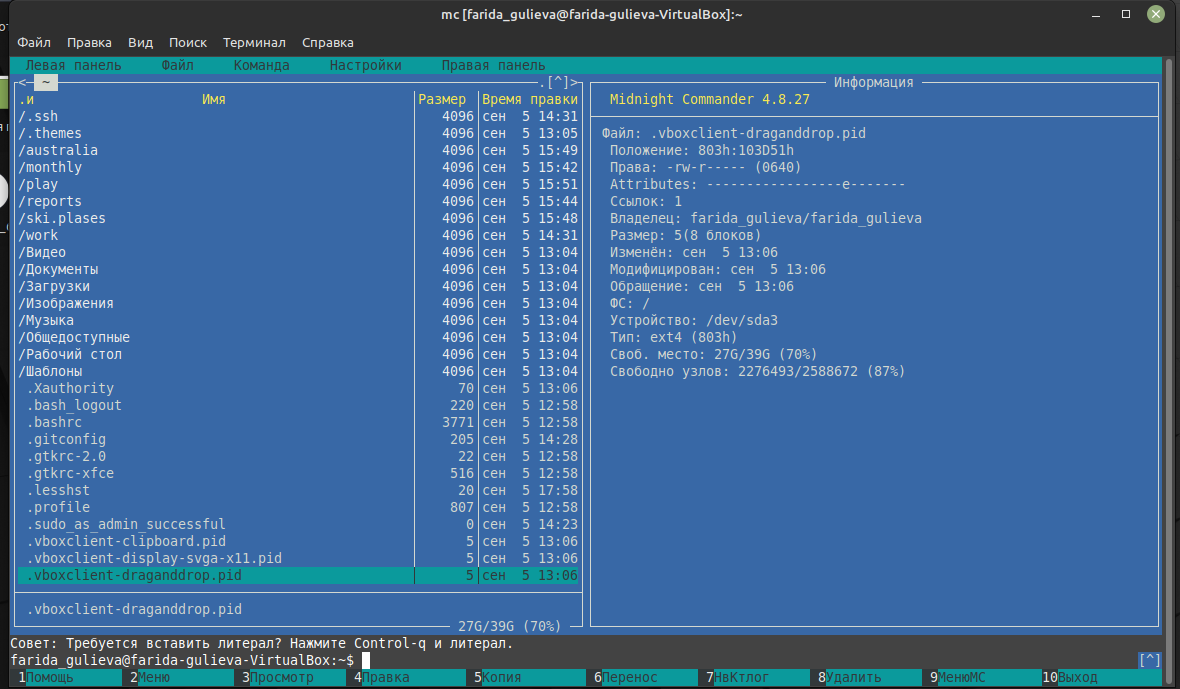 mc [farida_gulieva@farida-gulieva-VirtualBox]:~
Файл Правка Вид Поиск Терминал Справка
Левая панель Файл Команда Настройки Правая панель
<─ ~ ─.[^]>
.и Имя Размер Время правки
/.ssh 4096 сен 5 14:31
/.themes 4096 сен 5 13:05
/australia 4096 сен 5 15:49
/monthly 4096 сен 5 15:42
/play 4096 сен 5 15:51
/reports 4096 сен 5 15:44
/ski.plases 4096 сен 5 15:48
/work 4096 сен 5 14:31
/Видео 4096 сен 5 13:04
/Документы 4096 сен 5 13:04
/Загрузки 4096 сен 5 13:04
/Изображения 4096 сен 5 13:04
/Музыка 4096 сен 5 13:04
/Общедоступные 4096 сен 5 13:04
/Рабочий стол 4096 сен 5 13:04
/Шаблоны 4096 сен 5 13:04
.Xauthority 70 сен 5 13:06
.bash_logout 220 сен 5 12:58
.bashrc 3771 сен 5 12:58
.gitconfig 205 сен 5 14:28
.gtkrc-2.0 22 сен 5 12:58
.gtkrc-xfce 516 сен 5 12:58
.lesshst 20 сен 5 17:58
.profile 807 сен 5 12:58
.sudo_as_admin_successful 0 сен 5 14:23
.vboxclient-clipboard.pid 5 сен 5 13:06
.vboxclient-display-svga-x11.pid 5 сен 5 13:06
.vboxclient-draganddrop.pid 5 сен 5 13:06
.vboxclient-draganddrop.pid
27G/39G (70%)
Информация
Midnight Commander 4.8.27
Файл: .vboxclient-draganddrop.pid
Положение: 803h:103D51h
Права: -rw-r----- (0640)
Attributes: -----------------e-------
Ссылок: 1
Владелец: farida_gulieva/farida_gulieva
Размер: 5(8 блоков)
Изменён: сен 5 13:06
Модифицирован: сен 5 13:06
Обращение: сен 5 13:06
ФС: /
Устройство: /dev/sda3
Тип: ext4 (803h)
Своб. место: 27G/39G (70%)
Свободно узлов: 2276493/2588672 (87%)
Совет: Требуется вставить литерал? Нажмите Control-q и литерал.
farida_gulieva@farida-gulieva-VirtualBox:~$ [^]
1Помощь 2Меню 3Просмотр 4Правка 5Копия 6Перенос 7НвКтлог 8Удалить 9МенюМС 10Выход